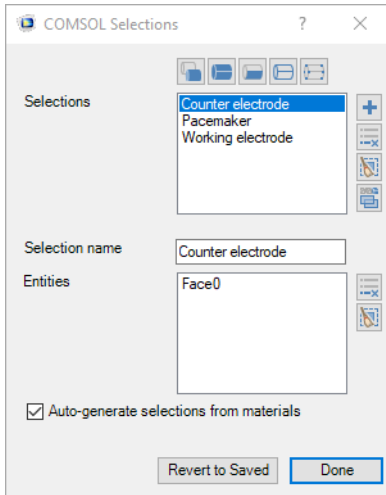 COMSOL Selections
?
Selections
Counter electrode
Pacemaker
Working electrode
Selection name
Counter electrode
Entities
Face0
Auto-generate selections from materials
Revert to Saved
Done